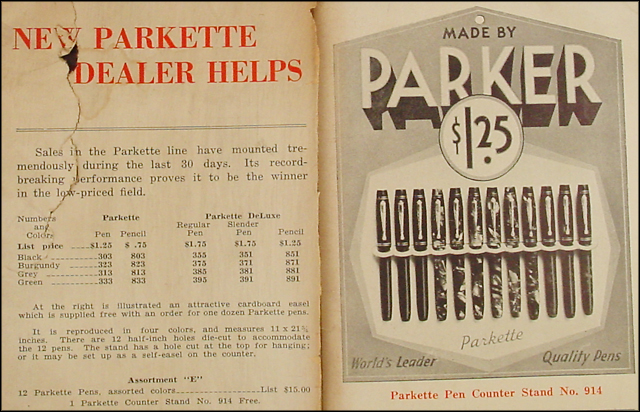 NEW PARKETTE
DEALER HELPS
Sales in the Parkette line have mounted tre-
mendously during the last 30 days. Its record-
breaking performance proves it to be the winner
in the low-priced field.
Numbers and Colors
Parkette
Parkette DeLuxe
Regular Slender
Pen Pencil Pen Pen Pencil
List price $1.25 $ .75 $1.75 $1.75 $1.25
Black 303 803 355 351 851
Burgundy 323 823 375 371 871
Grey 313 813 385 381 881
Green 333 833 395 391 891
At the right is illustrated an attractive cardboard easel
which is supplied free with an order for one dozen Parkette pens.
It is reproduced in four colors, and measures 11 x
inches. There are 12 half-inch holes die-cut to accommodate
the 12 pens. The stand has a hole cut at the top for hanging;
or it may be set up as a self-easel on the counter.
Assortment "E"
12 Parkette Pens, assorted colors List $15.00
1 Parkette Counter Stand No. 914 Free.
MADE BY
PARKER
$1.25
Parkette
World's Leader Quality Pens
Parkette Pen Counter Stand No. 914